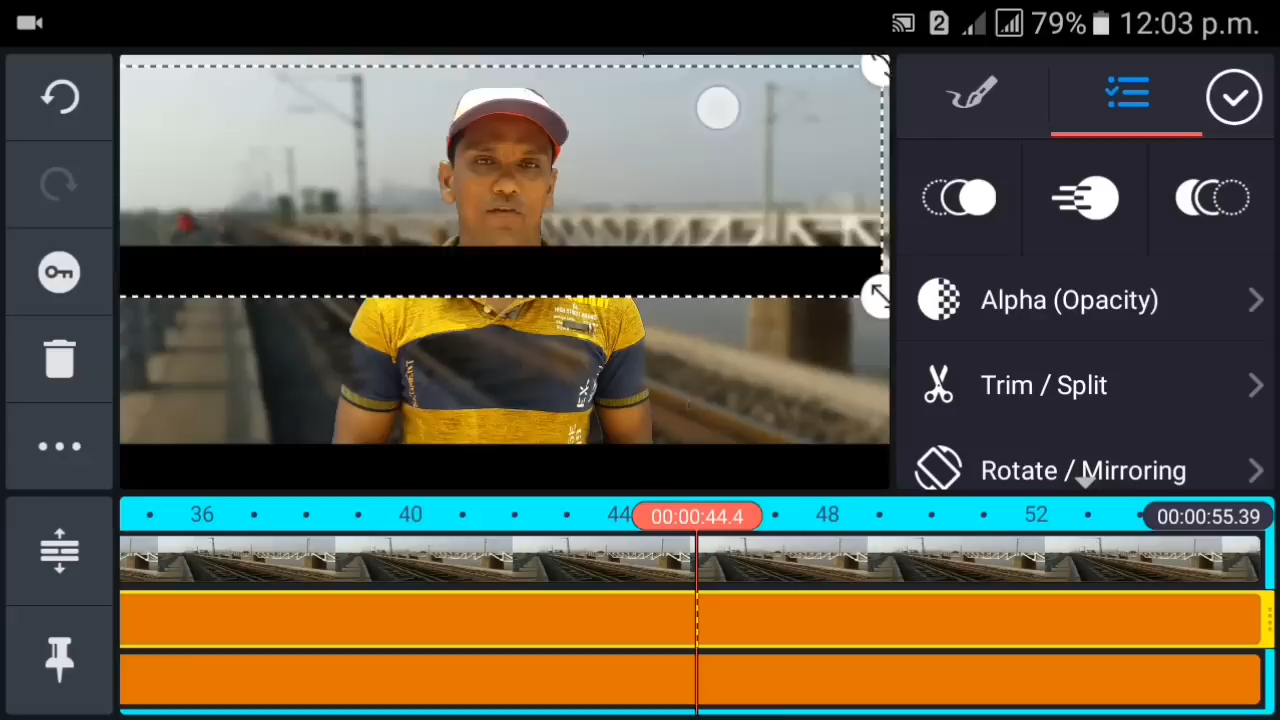 2 79% 12:03 p.m.
Alpha (Opacity)
Trim / Split
Rotate / Mirroring
36 40 44 00:00:44.4 48 52 00:00:55.39